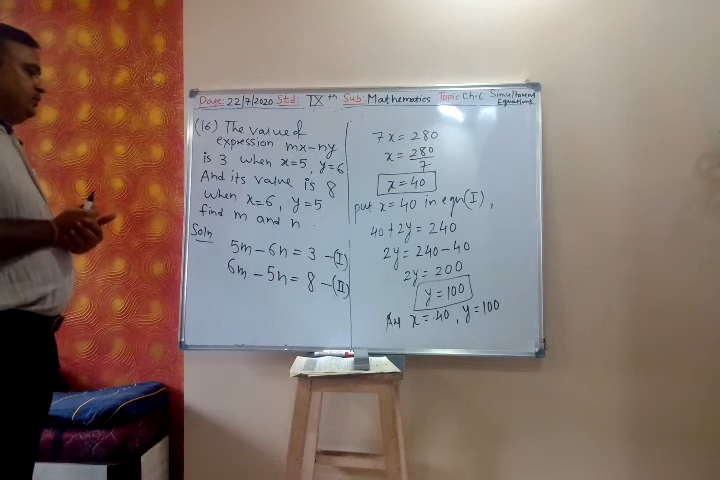 Date: 22/7/2020 Std: IXth Sub: Mathematics Topic Ch-6 Simultaneous Equations
(16) The value of
expression mx-ny
is 3 when x=5, y=6
And its value is 8
when x=6, y=5
find m and n.
Soln
5m - 6n = 3 -(I)
6m - 5n = 8 -(II)
7x = 280
x = 280/7
x = 40
put x = 40 in eqn(I),
40 + 2y = 240
2y = 240 - 40
2y = 200
y = 100
Ans x = 40, y = 100